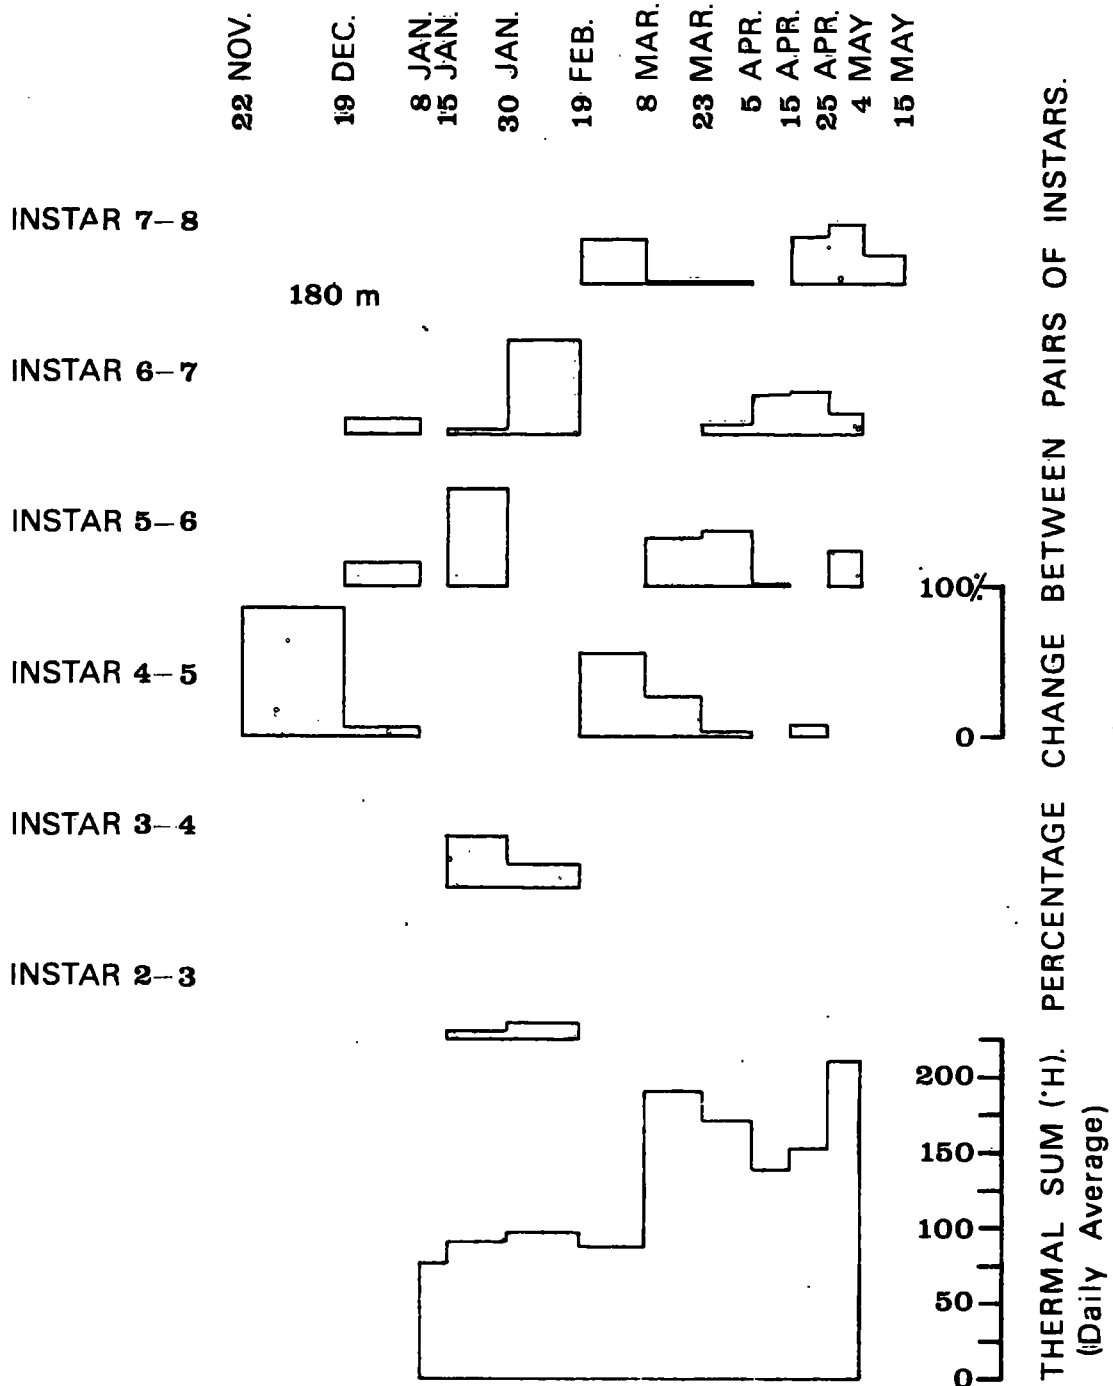 22 NOV.
19 DEC.
8 JAN.
15 JAN.
30 JAN.
19 FEB.
8 MAR.
23 MAR.
5 APR.
15 APR.
25 APR.
4 MAY
15 MAY
INSTAR 7–8
180 m
INSTAR 6–7
INSTAR 5–6
100%
INSTAR 4–5
0
INSTAR 3–4
INSTAR 2–3
200
150
100
50
0
THERMAL SUM (°H). PERCENTAGE CHANGE BETWEEN PAIRS OF INSTARS.
(Daily Average)